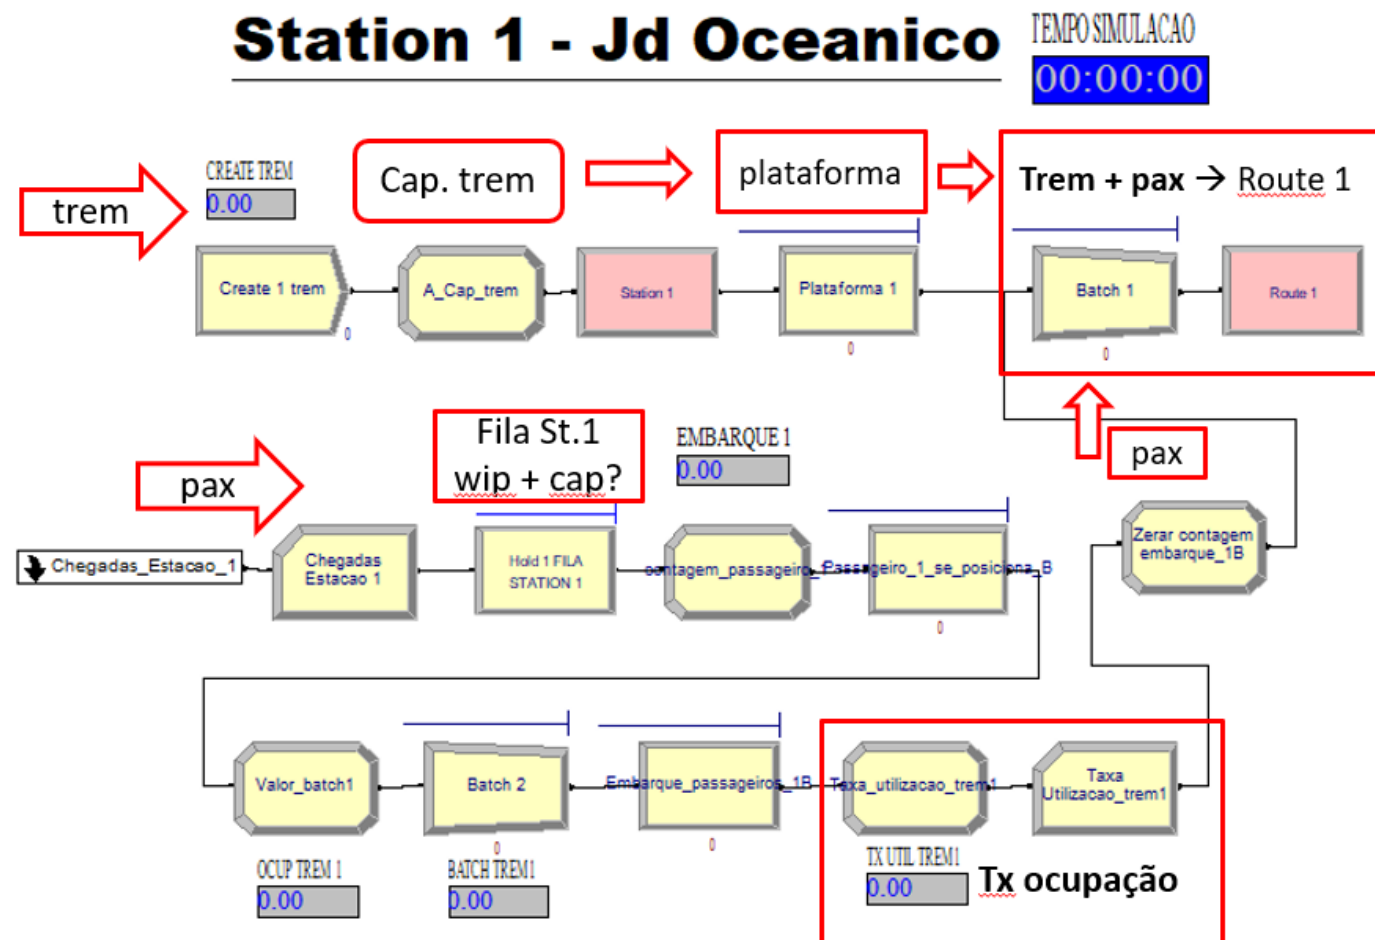 Station 1 - Jd Oceanico
TEMPO SIMULACAO
00:00:00
trem
CREATE TREM
0.00
Cap. trem
plataforma
Trem + pax → Route 1
Create 1 trem
0
A_Cap_trem
Station 1
Plataforma 1
0
Batch 1
0
Route 1
pax
Fila St.1
wip + cap?
EMBARQUE 1
0.00
pax
Chegadas_Estacao_1
Chegadas
Estacao 1
Hold 1 FILA
STATION 1
contagem_passageiro_1
Passageiro_1_se_posiciona_B
0
Zerar contagem
embarque_1B
Valor_batch1
Batch 2
0
Embarque_passageiros_1B
0
Taxa_utilizacao_trem1
Taxa
Utilizacao_trem1
OCUP TREM 1
0.00
BATCH TREM1
0.00
TX UTIL TREM1
0.00
Tx ocupação